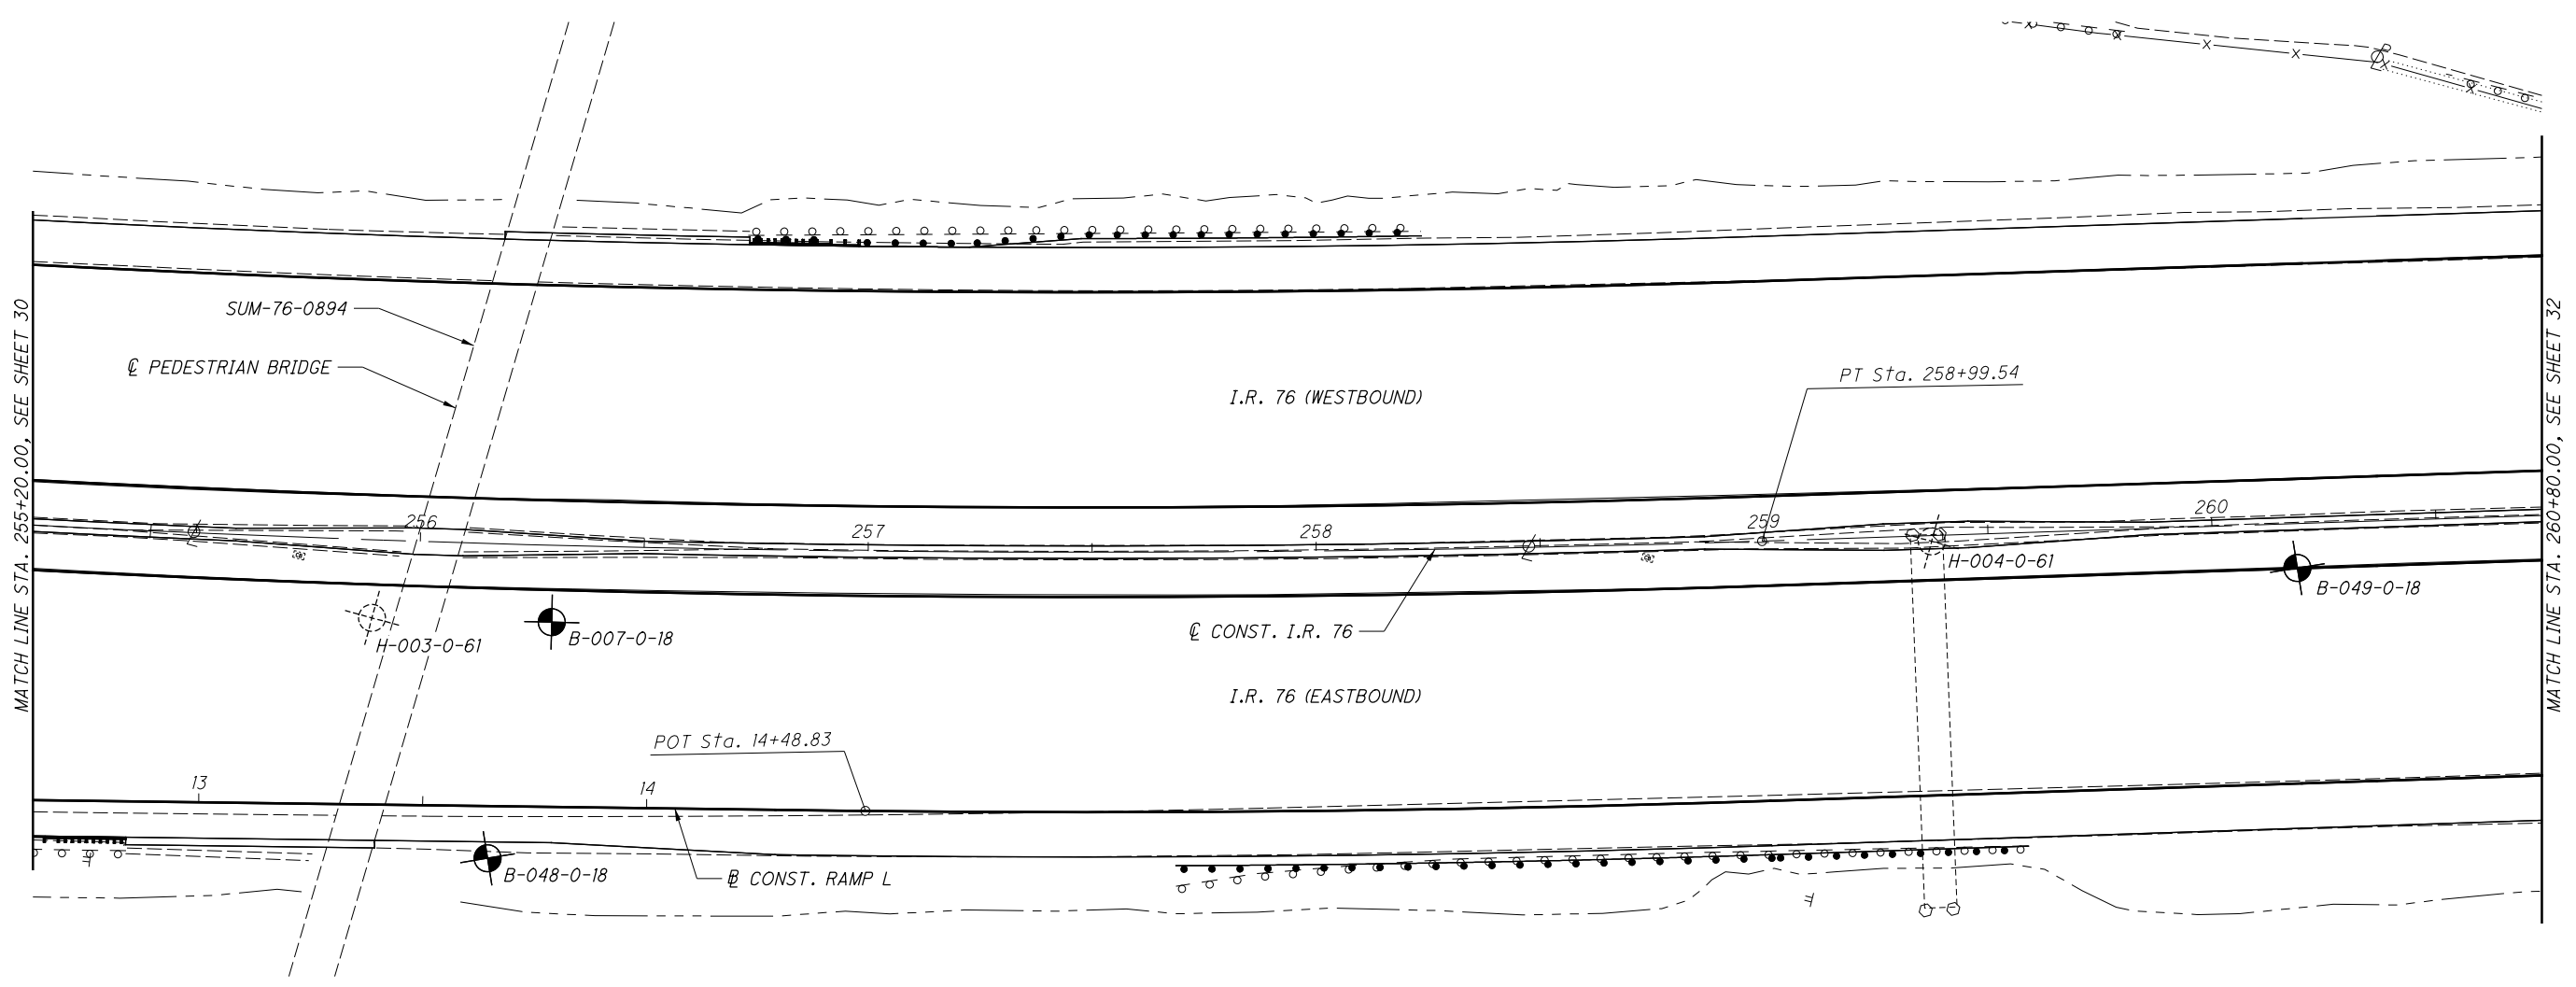 MATCH LINE STA. 255+20.00, SEE SHEET 30
SUM-76-0894
℄ PEDESTRIAN BRIDGE
I.R. 76 (WESTBOUND)
PT Sta. 258+99.54
256
257
258
259
260
H-004-0-61
B-049-0-18
H-003-0-61
B-007-0-18
℄ CONST. I.R. 76
I.R. 76 (EASTBOUND)
POT Sta. 14+48.83
13
14
B-048-0-18
BL CONST. RAMP L
MATCH LINE STA. 260+80.00, SEE SHEET 32